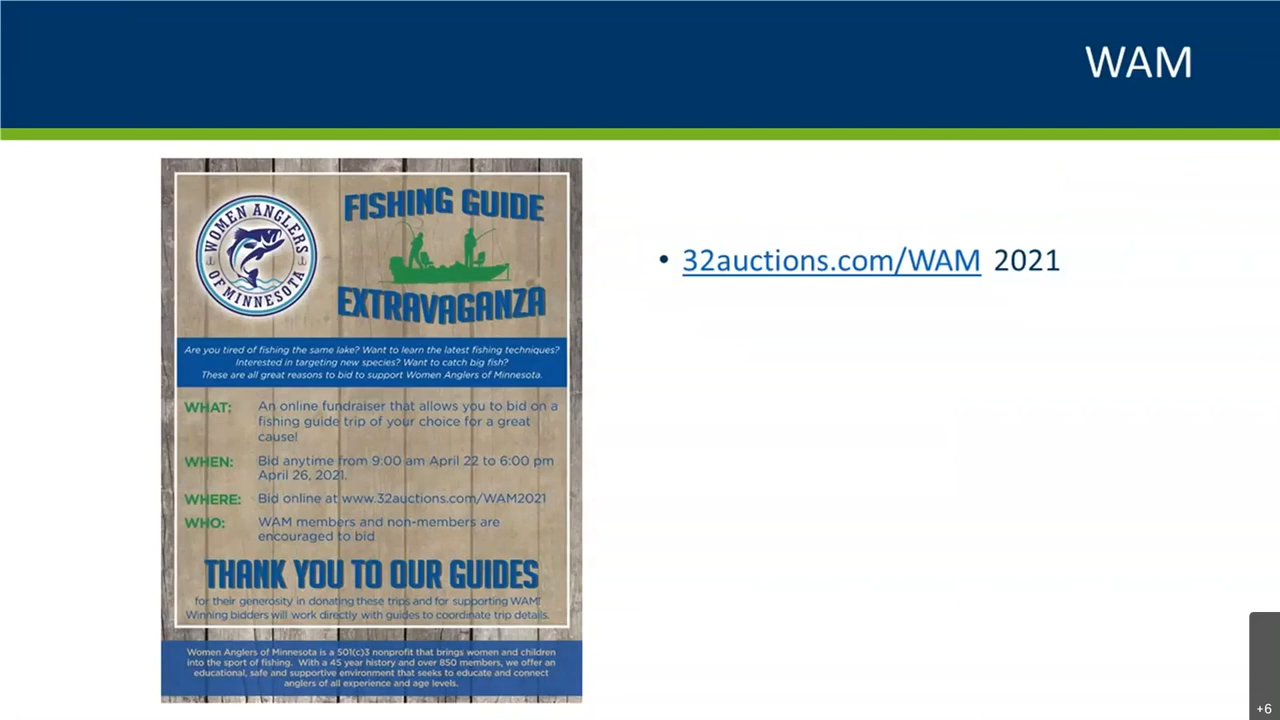 WAM
WOMEN ANGLERS
OF MINNESOTA
FISHING GUIDE
EXTRAVAGANZA
Are you tired of fishing the same lake? Want to learn the latest fishing techniques?
Interested in targeting new species? Want to catch big fish?
These are all great reasons to bid to support Women Anglers of Minnesota.
WHAT: An online fundraiser that allows you to bid on a
fishing guide trip of your choice for a great
cause!
WHEN: Bid anytime from 9:00 am April 22 to 6:00 pm
April 26, 2021.
WHERE: Bid online at www.32auctions.com/WAM2021
WHO: WAM members and non-members are
encouraged to bid
THANK YOU TO OUR GUIDES
for their generosity in donating these trips and for supporting WAM!
Winning bidders will work directly with guides to coordinate trip details.
Women Anglers of Minnesota is a 501(c)3 nonprofit that brings women and children
into the sport of fishing. With a 45 year history and over 850 members, we offer an
educational, safe and supportive environment that seeks to educate and connect
anglers of all experience and age levels.
• 32auctions.com/WAM 2021
+6